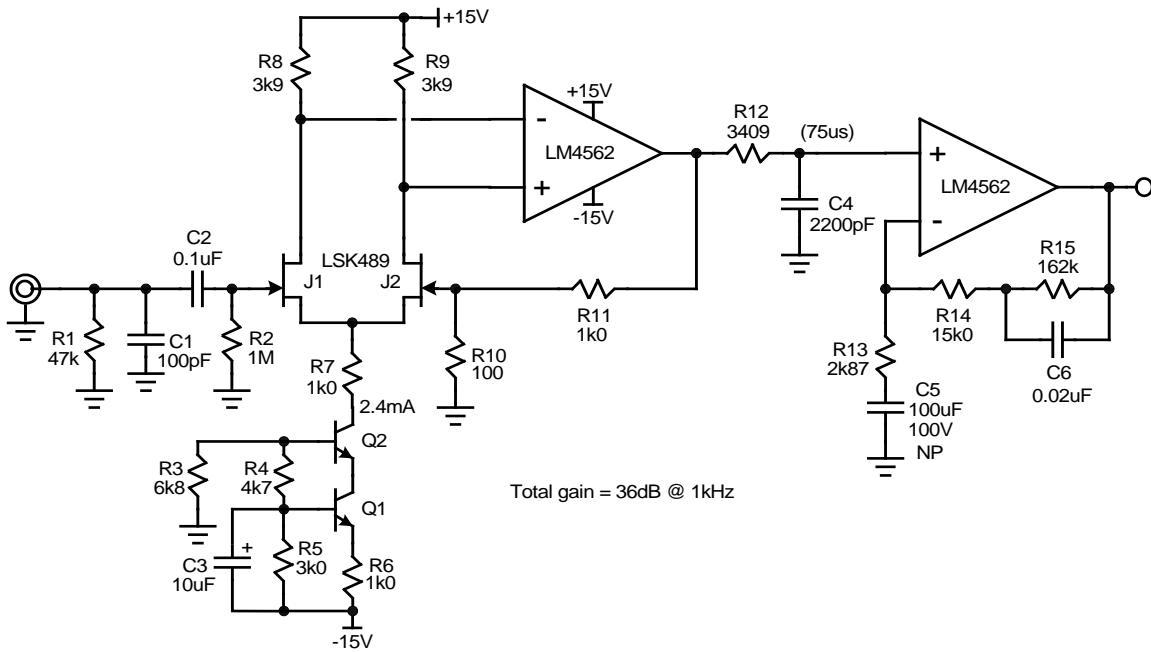 +15V
R8
3k9
R9
3k9
+15V
-
LM4562
+
-15V
R12
3409
(75us)
+
LM4562
-
C4
2200pF
C2
0.1uF
LSK489
J1
J2
R15
162k
R11
1k0
R14
15k0
R1
47k
C1
100pF
R2
1M
R7
1k0
R10
100
R13
2k87
C6
0.02uF
C5
100uF
100V
NP
2.4mA
Q2
R3
6k8
R4
4k7
Total gain = 36dB @ 1kHz
Q1
+
C3
10uF
R5
3k0
R6
1k0
-15V